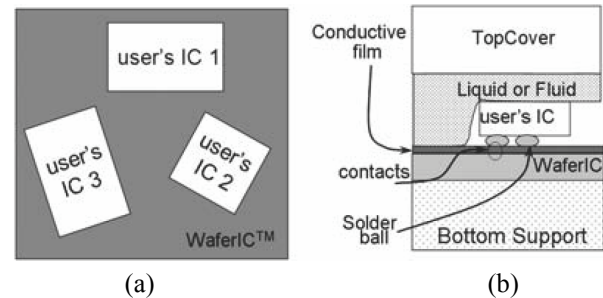 user's IC 1
user's
IC 3
user's
IC 2
WaferIC™
(a)
Conductive
film
TopCover
Liquid or Fluid
user's IC
contacts
WaferIC
Solder
ball
Bottom Support
(b)